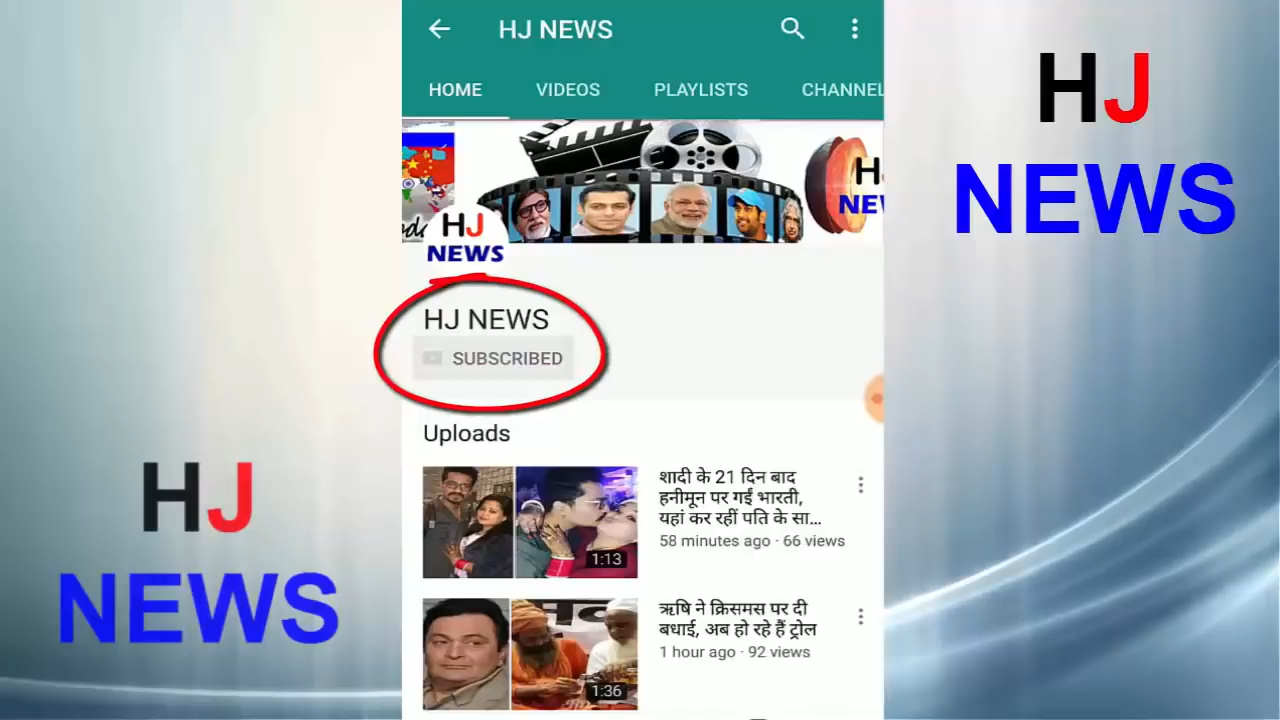 HJ NEWS
HOME VIDEOS PLAYLISTS CHANNEL
HJ
NEWS
HJ
NEWS
HJ
NEWS
HJ NEWS
SUBSCRIBED
Uploads
शादी के 21 दिन बाद
हनीमून पर गईं भारती,
यहां कर रहीं पति के सा...
58 minutes ago · 66 views
1:13
ऋषि ने क्रिसमस पर दी
बधाई, अब हो रहे हैं ट्रोल
1 hour ago · 92 views
1:36
HJ
NEWS